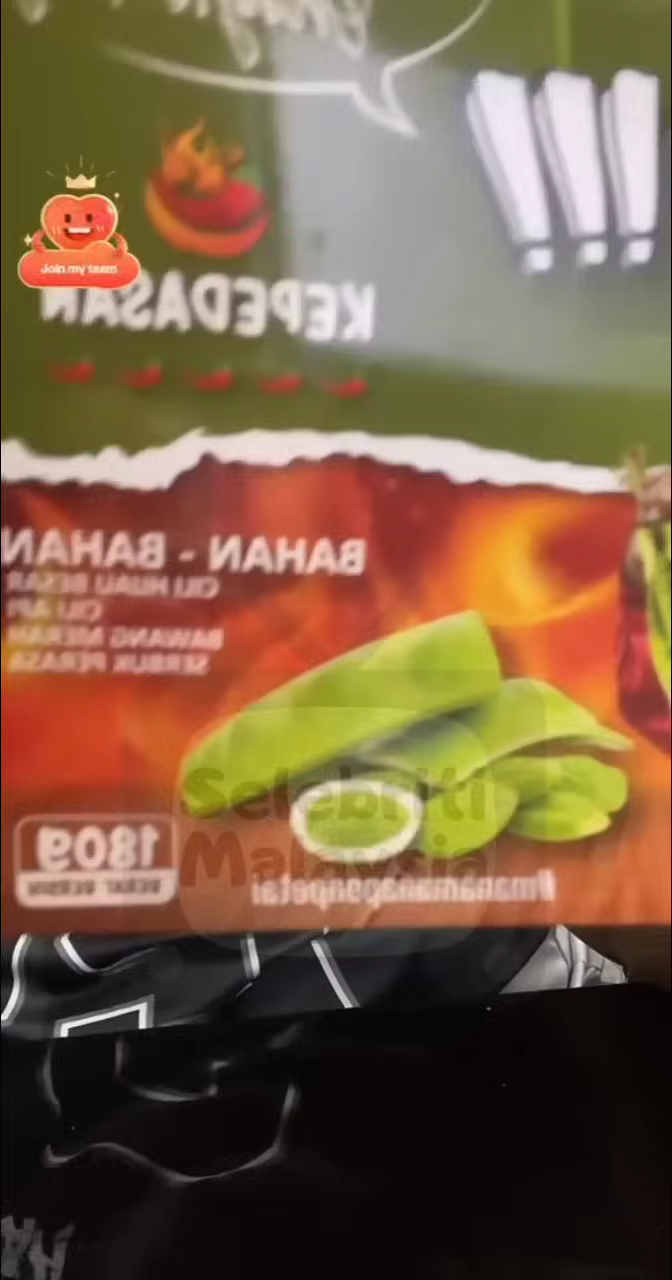 Join my team
KEPEDASAN
BAHAN - BAHAN
CILI HIJAU BESAR
CILI API
BAWANG MERAH
SERBUK PERASA
180g
BERAT BERSIH
Selebriti
Malaysia
#manamanaponpetai